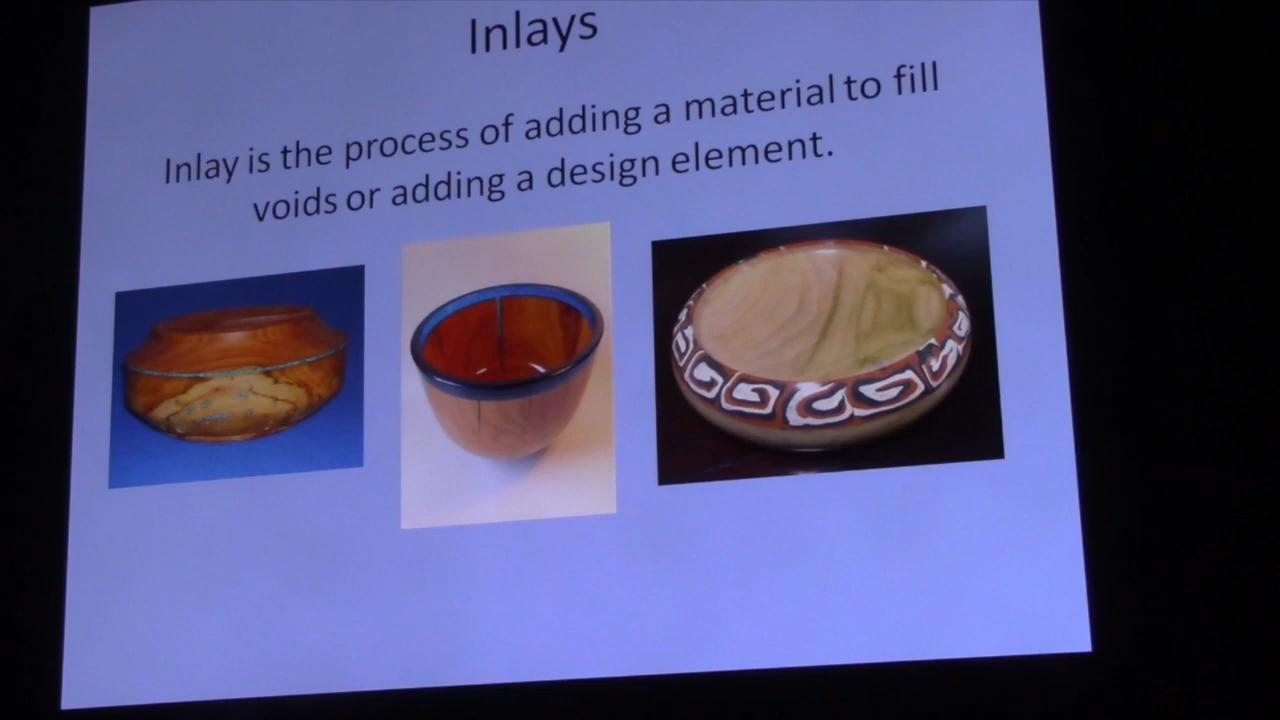 Inlays
Inlay is the process of adding a material to fill
voids or adding a design element.